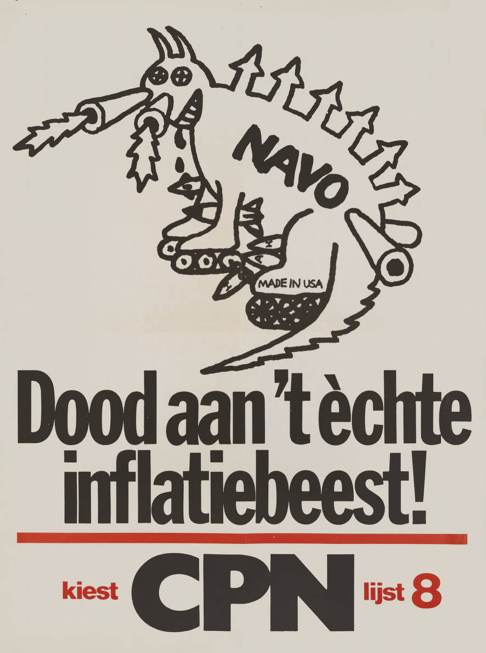 NAVO
MADE IN USA
Dood aan 't èchte
inflatiebeest!
kiest CPN lijst 8